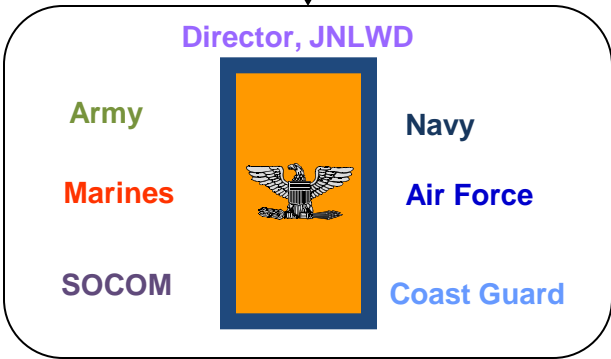 Director, JNLWD
Army
Navy
Marines
Air Force
SOCOM
Coast Guard